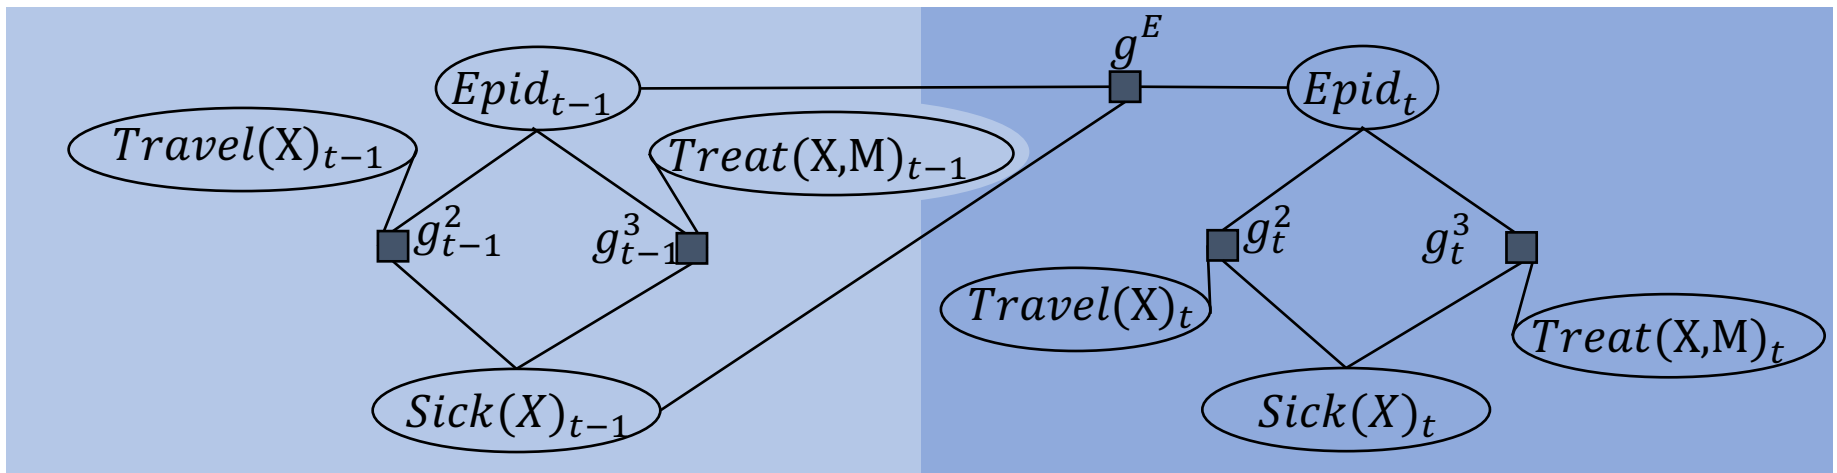 g^E
Epid_{t-1}
Epid_t
Travel(X)_{t-1}
Treat(X,M)_{t-1}
g^2_{t-1}
g^3_{t-1}
g^2_t
g^3_t
Travel(X)_t
Treat(X,M)_t
Sick(X)_{t-1}
Sick(X)_t